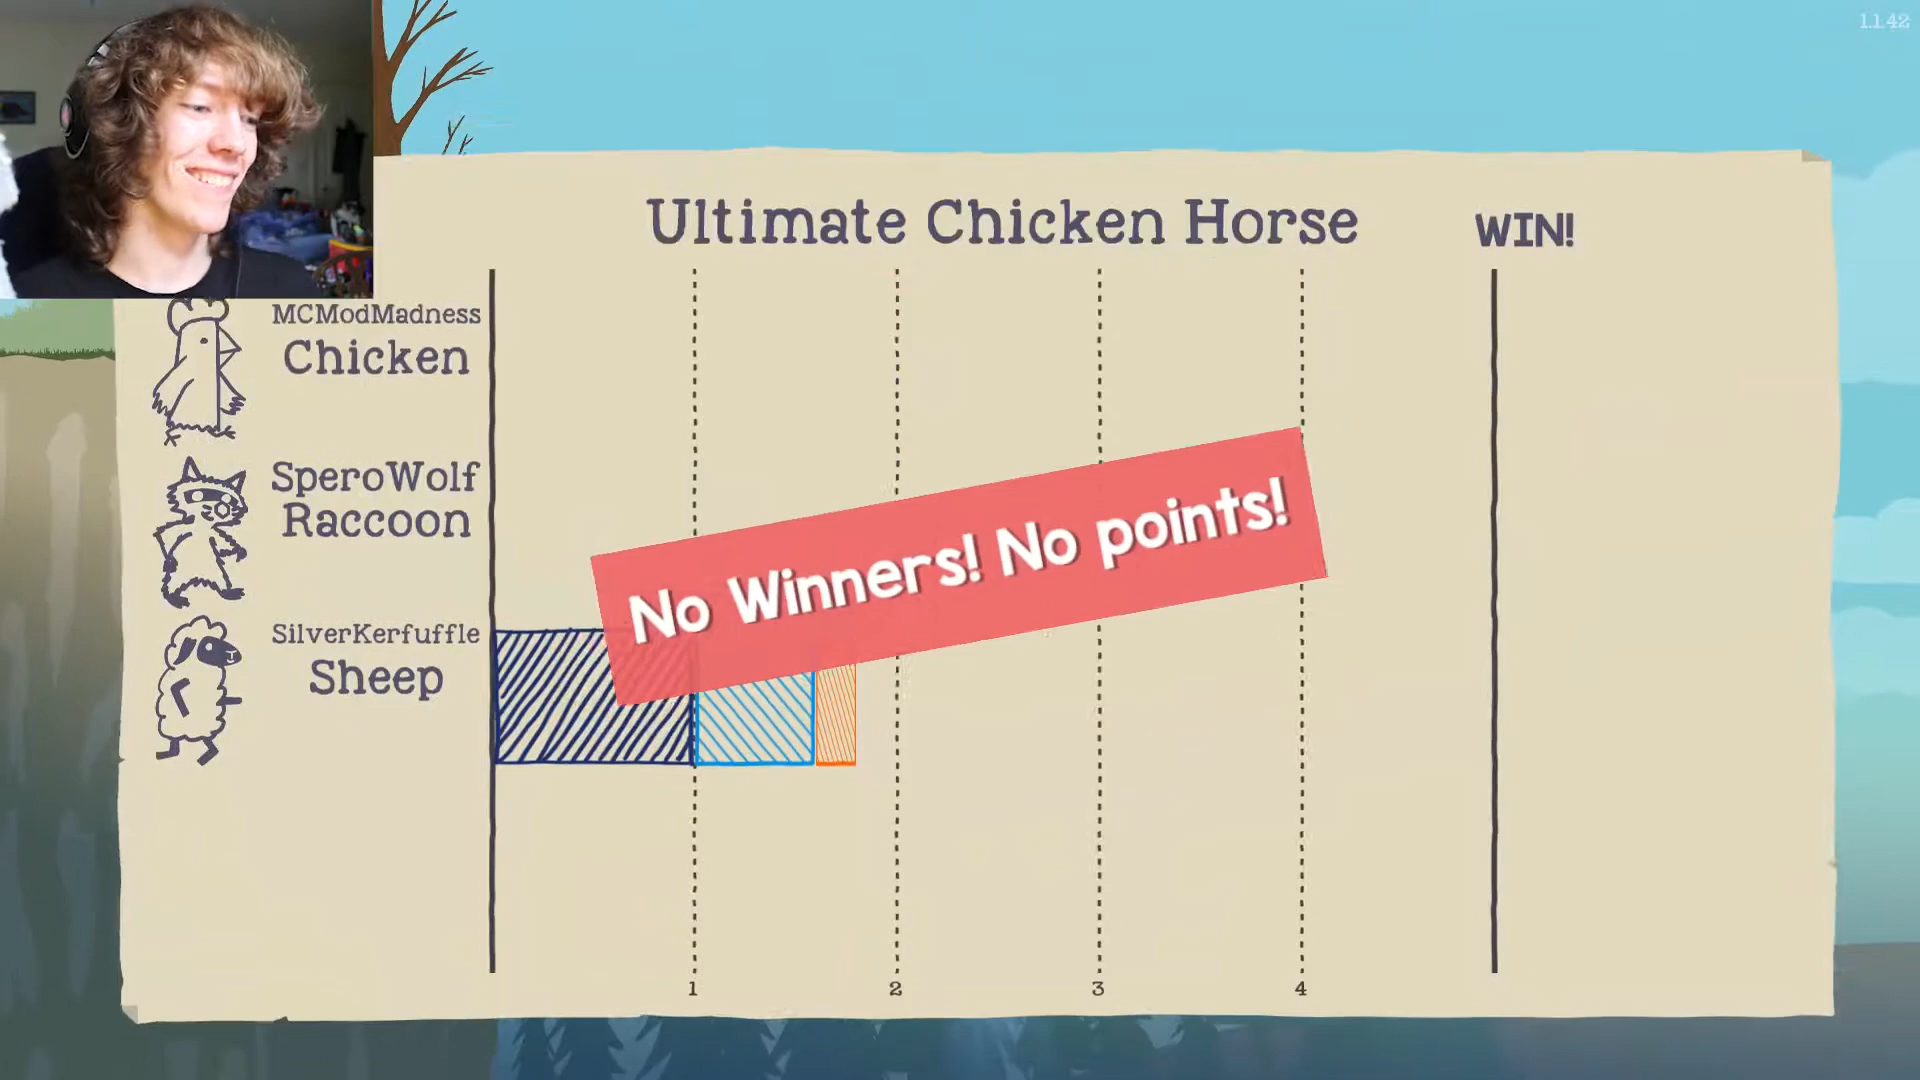 1.1.42
Ultimate Chicken Horse
WIN!
MCModMadness
Chicken
SperoWolf
Raccoon
No Winners! No points!
SilverKerfuffle
Sheep
1 2 3 4